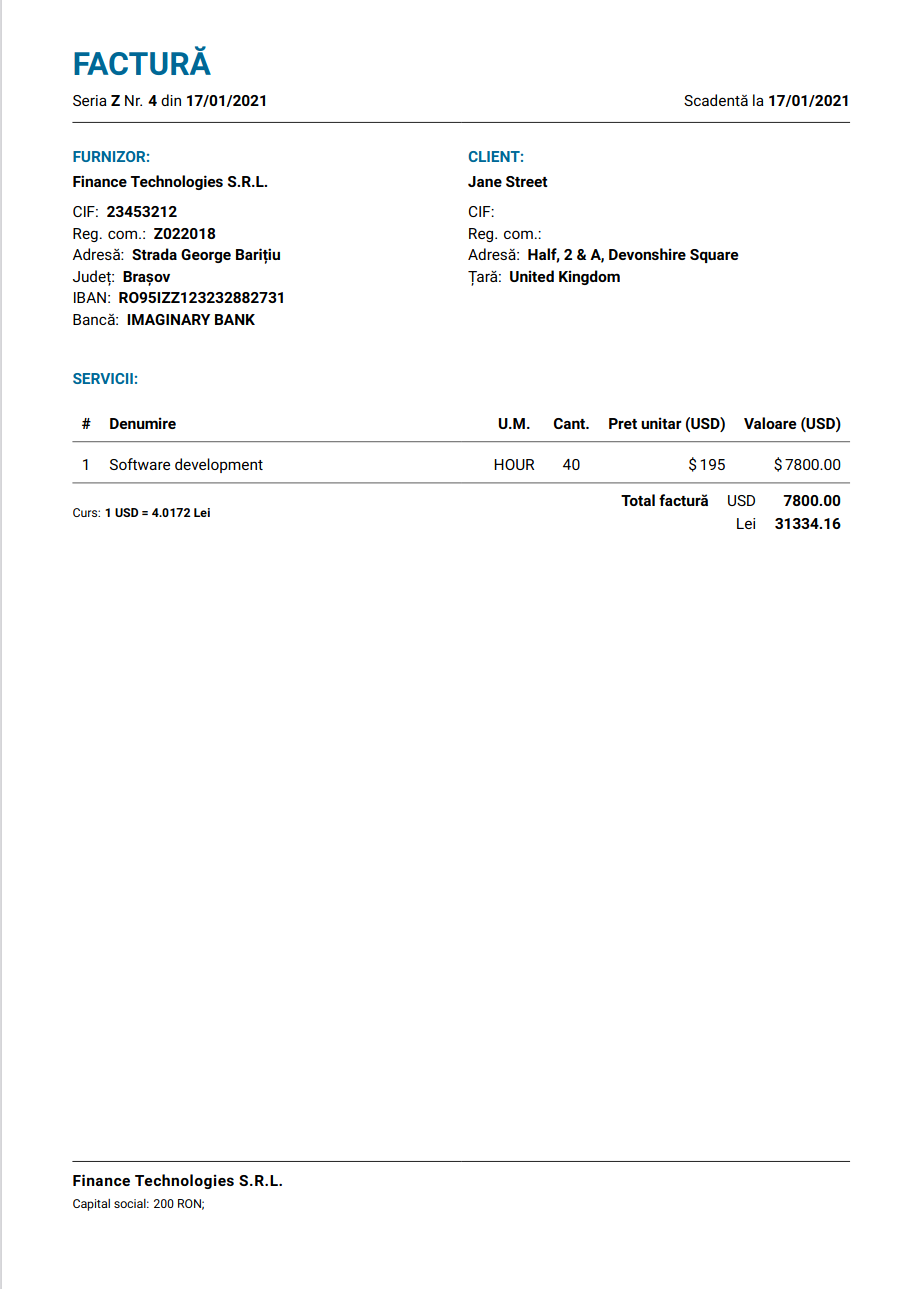 FACTURĂ
Seria Z Nr. 4 din 17/01/2021 Scadentă la 17/01/2021
FURNIZOR:
Finance Technologies S.R.L.
CIF: 23453212
Reg. com.: Z022018
Adresă: Strada George Barițiu
Județ: Brașov
IBAN: RO95IZZ123232882731
Bancă: IMAGINARY BANK
CLIENT:
Jane Street
CIF:
Reg. com.:
Adresă: Half, 2 & A, Devonshire Square
Țară: United Kingdom
SERVICII:
# Denumire U.M. Cant. Pret unitar (USD) Valoare (USD)
1 Software development HOUR 40 $ 195 $ 7800.00
Curs: 1 USD = 4.0172 Lei
Total factură USD 7800.00
Lei 31334.16
Finance Technologies S.R.L.
Capital social: 200 RON;